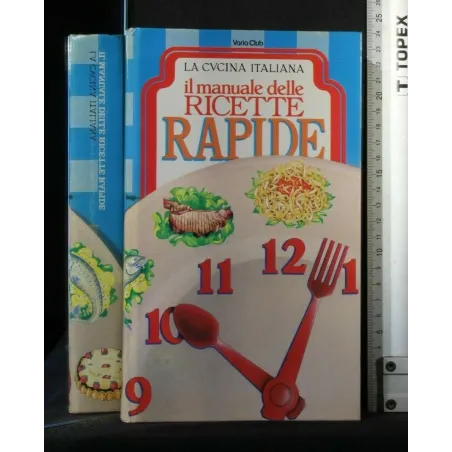 Vario Club
LA CVCINA ITALIANA
il manuale delle
RICETTE
RAPIDE
12
1
11
10
9
LA CVCINA ITALIANA
IL MANUALE DELLE RICETTE RAPIDE
TOPEX